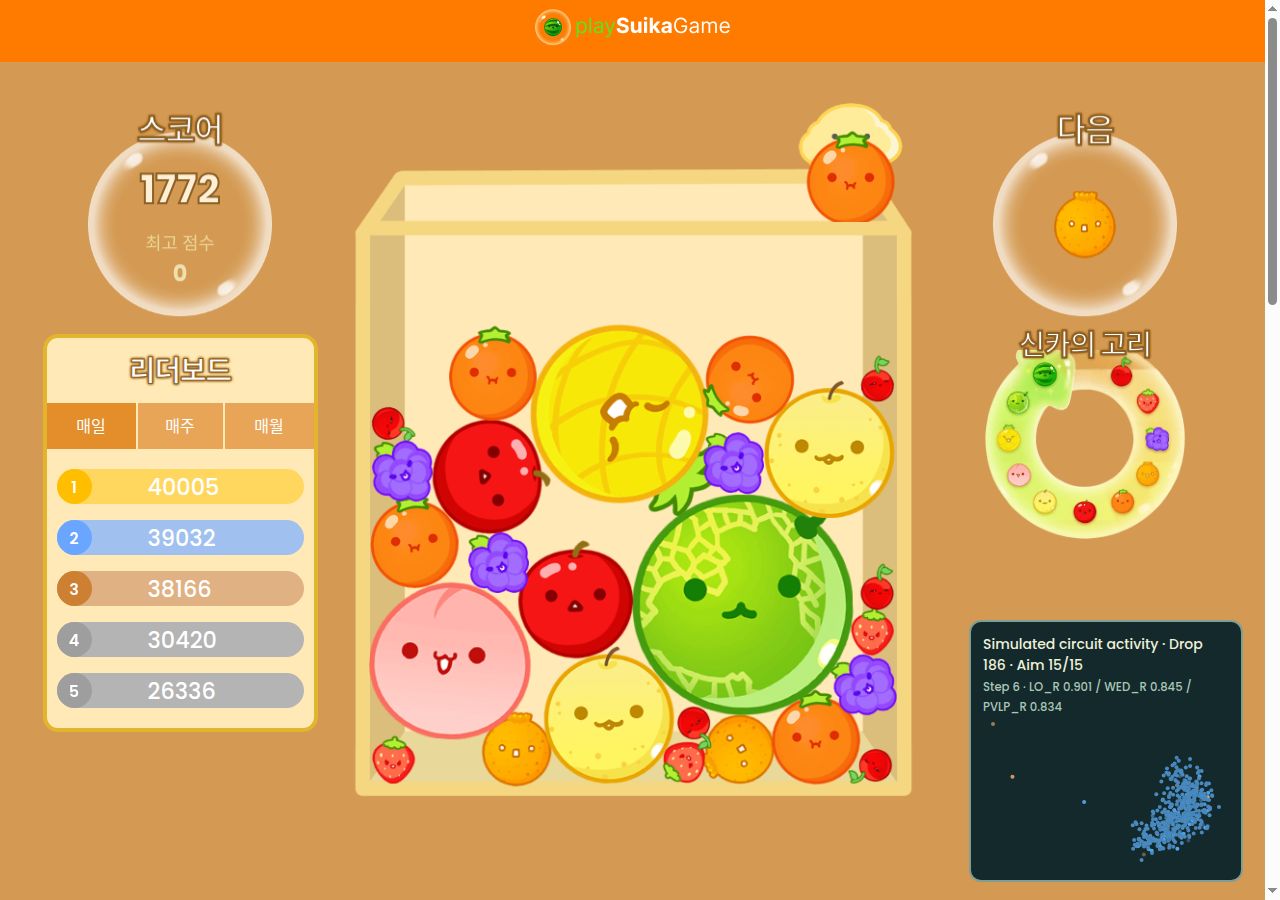 playSuikaGame
스코어
1772
최고 점수
0
리더보드
매일 매주 매월
1 40005
2 39032
3 38166
4 30420
5 26336
다음
신카의 고리
Simulated circuit activity · Drop
186 · Aim 15/15
Step 6 · LO_R 0.901 / WED_R 0.845 /
PVLP_R 0.834